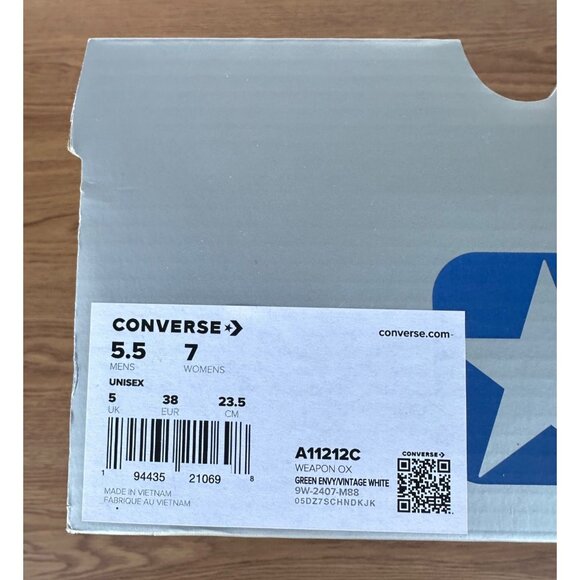 CONVERSE
converse.com
5.5 7
MENS WOMENS
UNISEX
5 38 23.5
UK EUR CM
1 94435 21069 8
MADE IN VIETNAM
FABRIQUE AU VIETNAM
A11212C
WEAPON OX
GREEN ENVY/VINTAGE WHITE
9W-2407-M88
05DZ7SCHNDKJK
CONVERSE